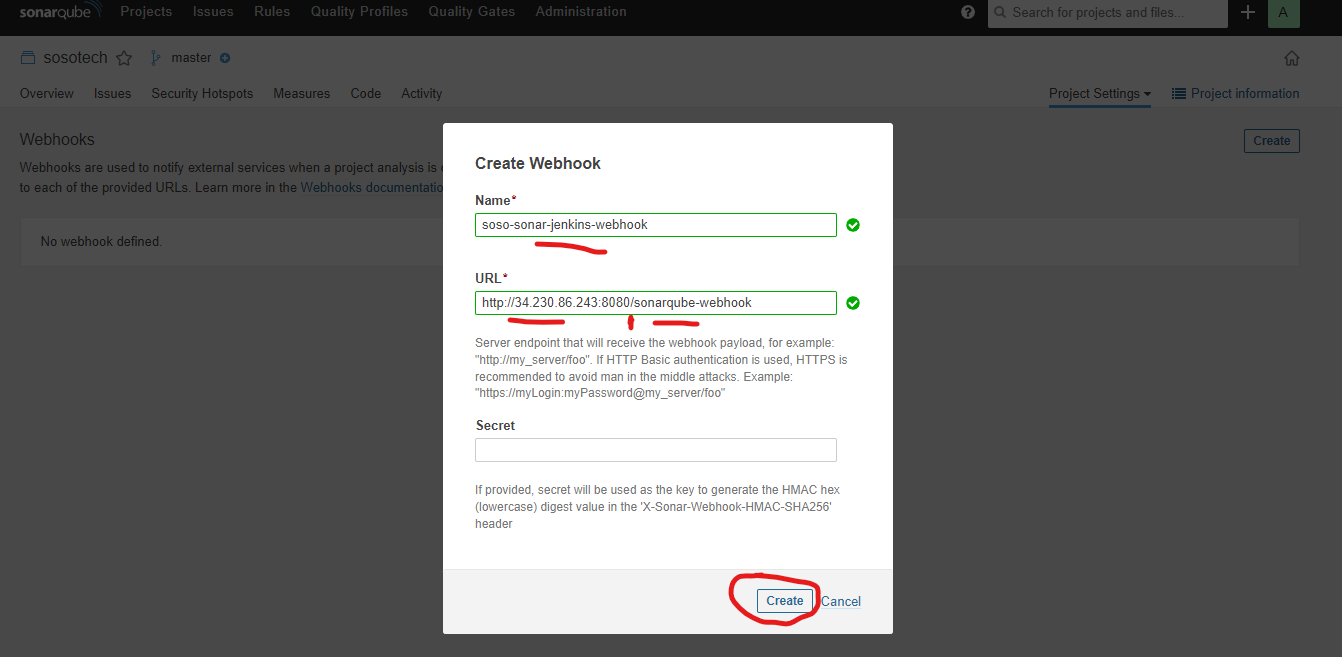 sonarqube Projects Issues Rules Quality Profiles Quality Gates Administration ? Search for projects and files... + A
sosotech master
Overview Issues Security Hotspots Measures Code Activity Project Settings Project information
Webhooks
Create
Webhooks are used to notify external services when a project analysis is
to each of the provided URLs. Learn more in the Webhooks
No webhook defined.
Create Webhook
Name*
soso-sonar-jenkins-webhook
URL*
http://34.230.86.243:8080/sonarqube-webhook
Server endpoint that will receive the webhook payload, for example:
"http://my_server/foo". If HTTP Basic authentication is used, HTTPS is
recommended to avoid man in the middle attacks. Example:
"https://myLogin:myPassword@my_server/foo"
Secret
If provided, secret will be used as the key to generate the HMAC hex
(lowercase) digest value in the 'X-Sonar-Webhook-HMAC-SHA256'
header
Create Cancel